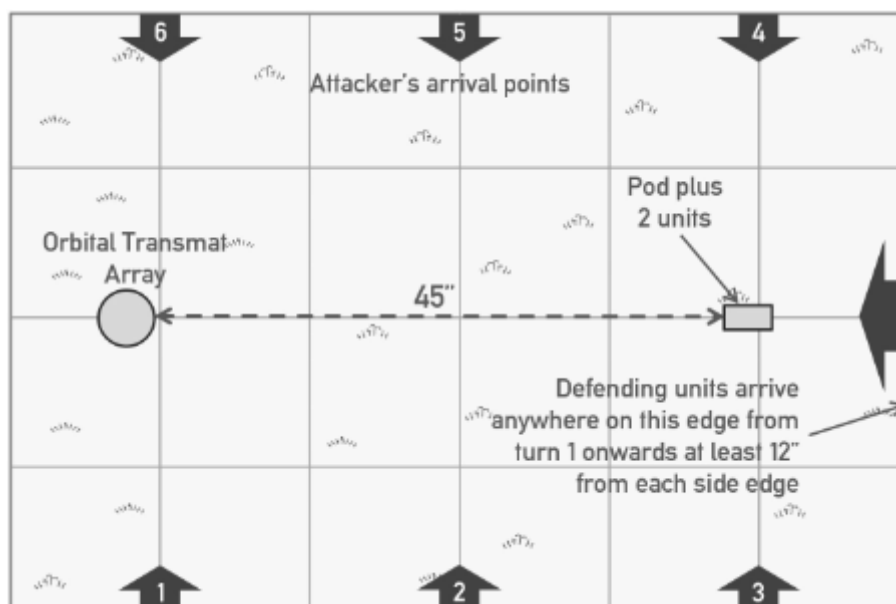 6
5
4
Attacker's arrival points
Pod plus
2 units
Orbital Transmat
Array
45"
Defending units arrive
anywhere on this edge from
turn 1 onwards at least 12"
from each side edge
1
2
3